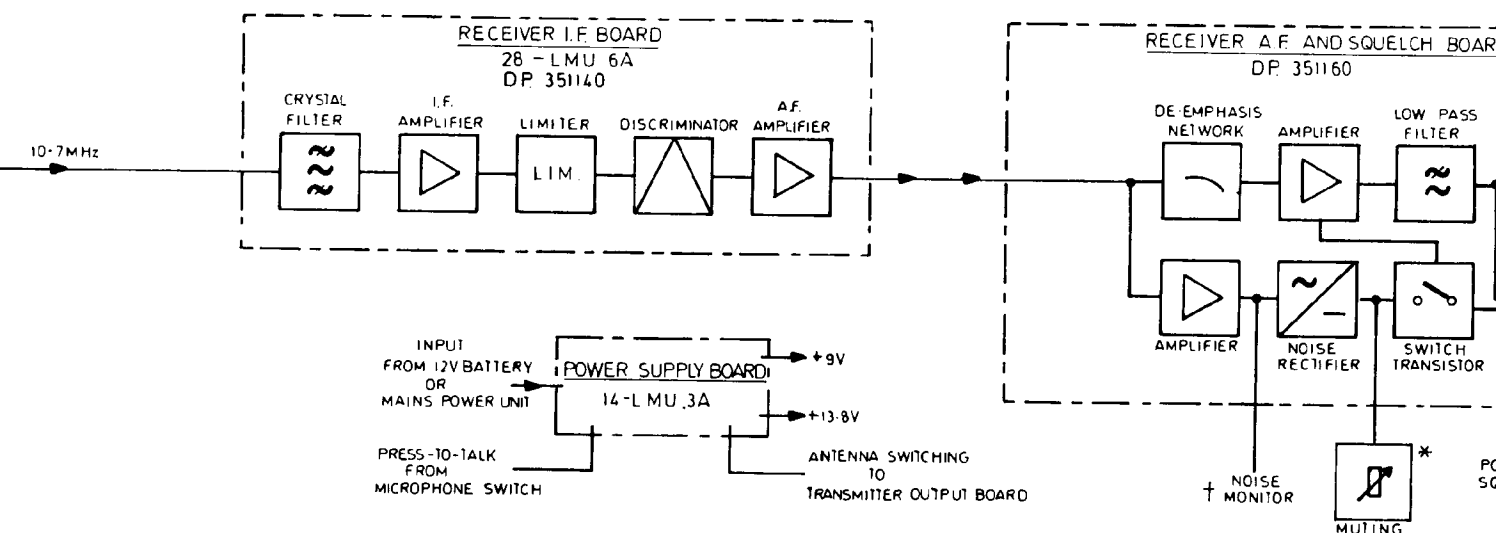 RECEIVER I.F. BOARD
28 - LMU 6A
DP. 351140
CRYSTAL
FILTER
I.F.
AMPLIFIER
LIMITER
DISCRIMINATOR
A.F.
AMPLIFIER
10·7MHz
LIM.
RECEIVER A.F. AND SQUELCH BOAR
DP. 351160
DE-EMPHASIS
NETWORK
AMPLIFIER
LOW PASS
FILTER
AMPLIFIER
NOISE
RECTIFIER
SWITCH
TRANSISTOR
INPUT
FROM 12V BATTERY
OR
MAINS POWER UNIT
POWER SUPPLY BOARD
14-LMU 3A
+9V
+13·8V
PRESS-TO-TALK
FROM
MICROPHONE SWITCH
ANTENNA SWITCHING
TO
TRANSMITTER OUTPUT BOARD
† NOISE
MONITOR
*
MUTING
PO
SQ